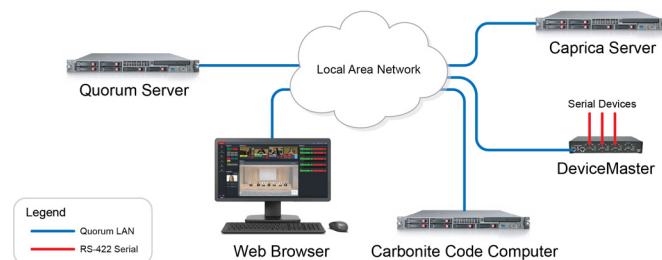 Caprica Server
Local Area Network
Quorum Server
Serial Devices
DeviceMaster
Legend
Quorum LAN
RS-422 Serial
Web Browser
Carbonite Code Computer